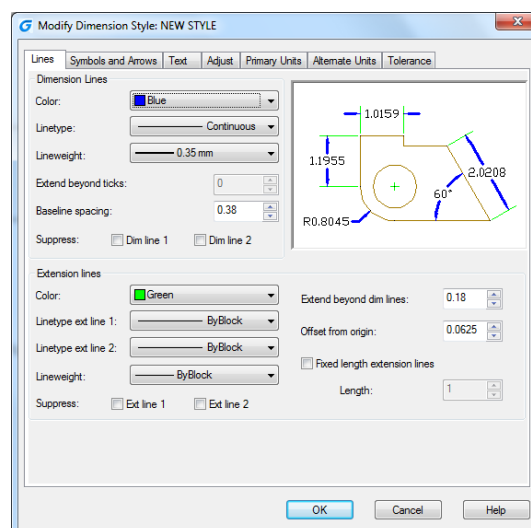 Modify Dimension Style: NEW STYLE
Lines Symbols and Arrows Text Adjust Primary Units Alternate Units Tolerance
Dimension Lines
Color: Blue
Linetype: Continuous
Lineweight: 0.35 mm
Extend beyond ticks: 0
Baseline spacing: 0.38
Suppress: Dim line 1 Dim line 2
1.0159
1.1955
2.0208
60°
R0.8045
Extension lines
Color: Green
Linetype ext line 1: ByBlock
Linetype ext line 2: ByBlock
Lineweight: ByBlock
Suppress: Ext line 1 Ext line 2
Extend beyond dim lines: 0.18
Offset from origin: 0.0625
Fixed length extension lines
Length: 1
OK Cancel Help